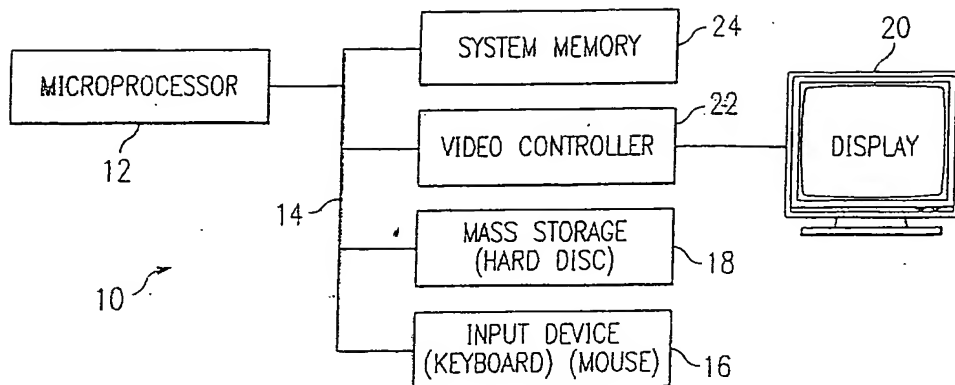 24
SYSTEM MEMORY
20
MICROPROCESSOR
22
12
VIDEO CONTROLLER
DISPLAY
14
MASS STORAGE
(HARD DISC)
18
10
INPUT DEVICE
(KEYBOARD) (MOUSE)
16